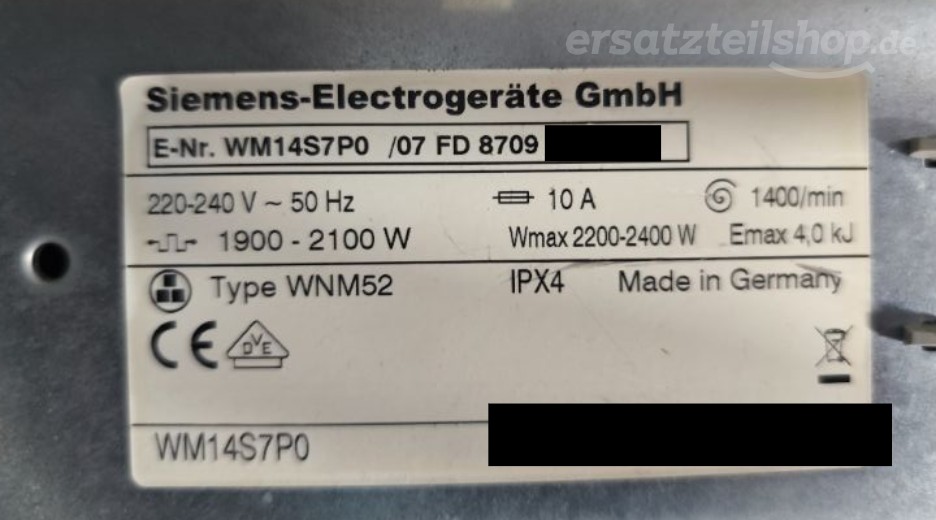 ersatzteilshop.de
Siemens-Electrogeräte GmbH
E-Nr. WM14S7P0 /07 FD 8709
220-240 V ~ 50 Hz 10 A 1400/min
1900 - 2100 W Wmax 2200-2400 W Emax 4,0 kJ
Type WNM52 IPX4 Made in Germany
CE DVE
WM14S7P0